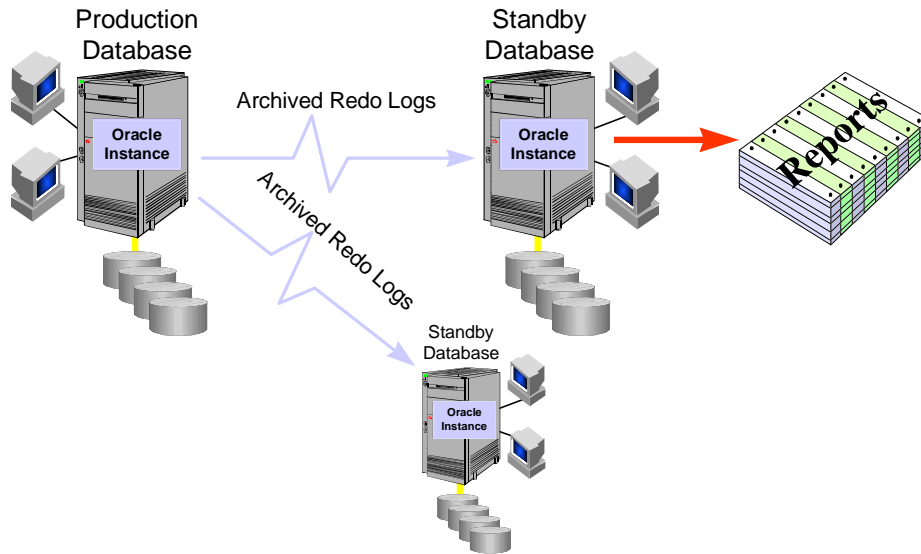 Production
Database
Standby
Database
Archived Redo Logs
Oracle
Instance
Oracle
Instance
Reports
Archived Redo Logs
Standby
Database
Oracle
Instance